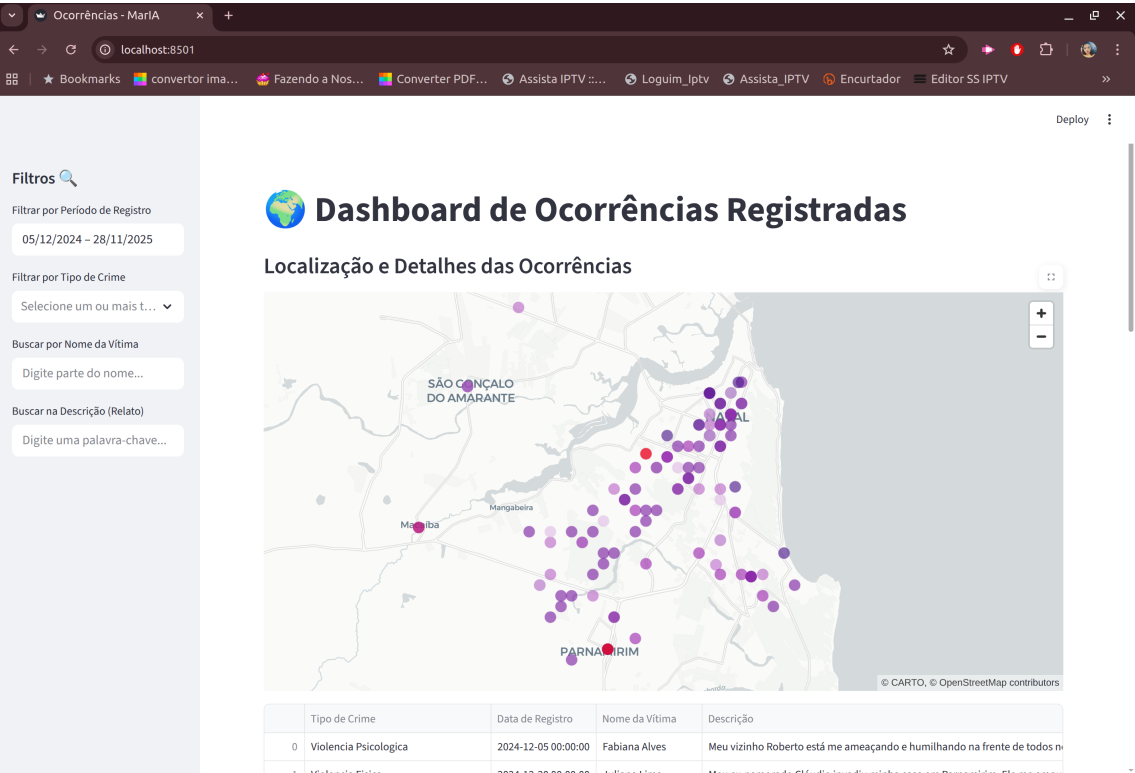 Ocorrências - MarIA
localhost:8501
Bookmarks convertor ima... Fazendo a Nos... Converter PDF... Assista IPTV ::... Loguim_Iptv Assista_IPTV Encurtador Editor SS IPTV
Deploy
Filtros
Filtrar por Período de Registro
05/12/2024 – 28/11/2025
Filtrar por Tipo de Crime
Selecione um ou mais t...
Buscar por Nome da Vítima
Digite parte do nome...
Buscar na Descrição (Relato)
Digite uma palavra-chave...
Dashboard de Ocorrências Registradas
Localização e Detalhes das Ocorrências
SÃO GONÇALO
DO AMARANTE
NATAL
Mangabeira
Macaíba
PARNAMIRIM
© CARTO, © OpenStreetMap contributors
Tipo de Crime Data de Registro Nome da Vítima Descrição
0 Violencia Psicologica 2024-12-05 00:00:00 Fabiana Alves Meu vizinho Roberto está me ameaçando e humilhando na frente de todos